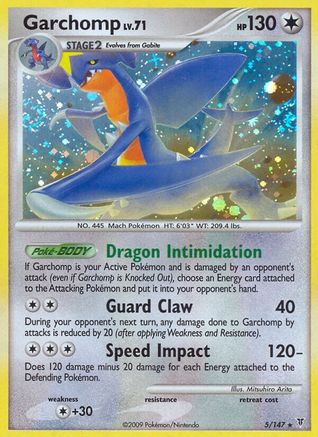 Garchomp LV.71 HP 130
STAGE2 Evolves from Gabite
NO. 445 Mach Pokémon HT: 6'03" WT: 209.4 lbs.
Poké-BODY Dragon Intimidation
If Garchomp is your Active Pokémon and is damaged by an opponent's
attack (even if Garchomp is Knocked Out), choose an Energy card attached
to the Attacking Pokémon and put it into your opponent's hand.
Guard Claw 40
During your opponent's next turn, any damage done to Garchomp by
attacks is reduced by 20 (after applying Weakness and Resistance).
Speed Impact 120-
Does 120 damage minus 20 damage for each Energy attached to the
Defending Pokémon.
Illus. Mitsuhiro Arita
weakness resistance retreat cost
+30
©2009 Pokémon/Nintendo 5/147 ★